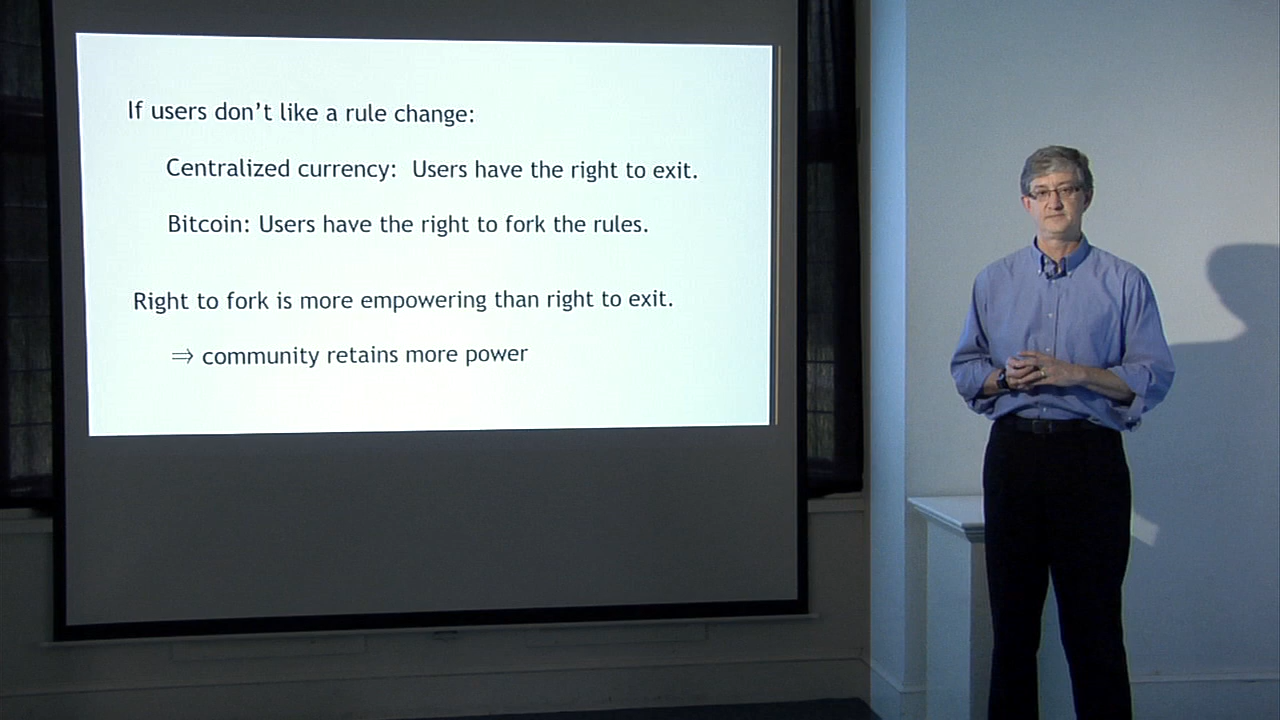 If users don't like a rule change:
Centralized currency: Users have the right to exit.
Bitcoin: Users have the right to fork the rules.
Right to fork is more empowering than right to exit.
⇒ community retains more power